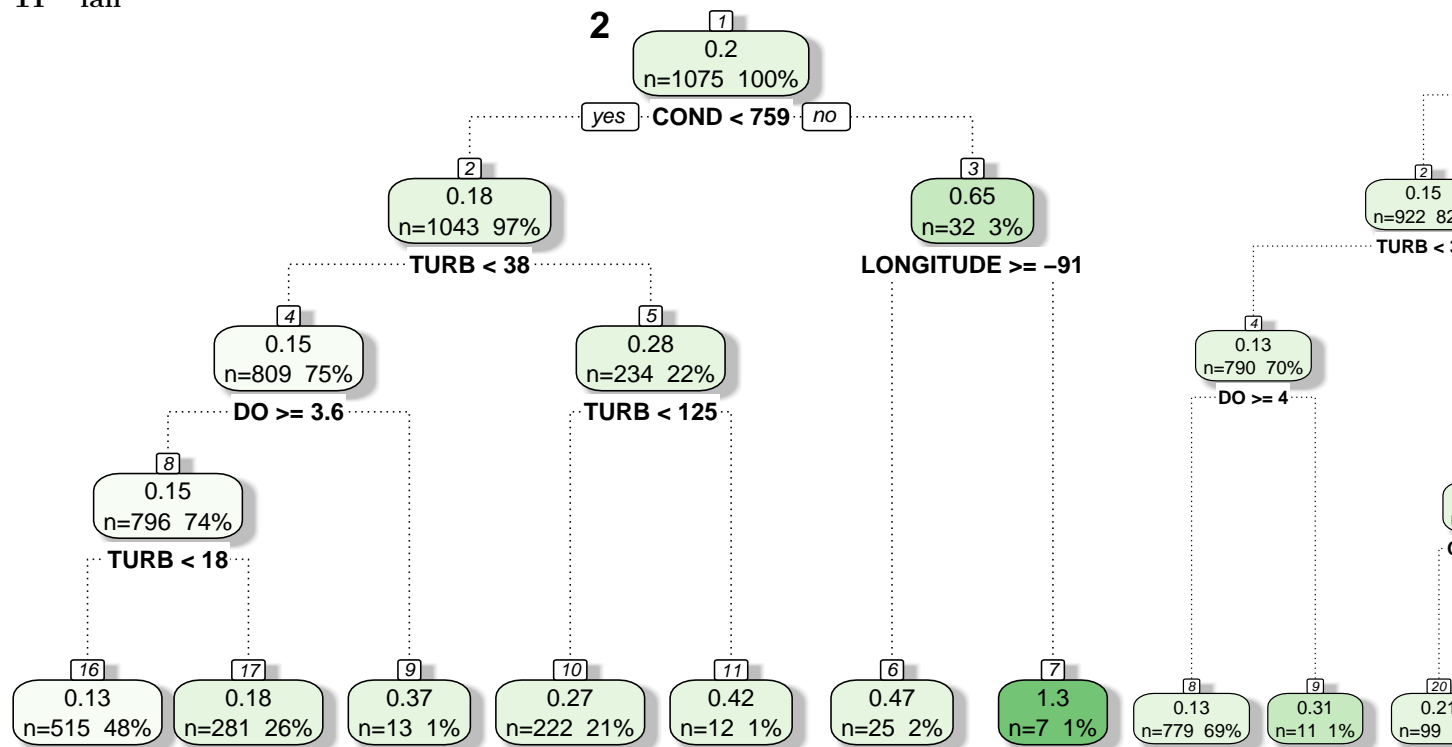 2
1
0.2
n=1075 100%
yes COND < 759 no
2
0.18
n=1043 97%
TURB < 38
3
0.65
n=32 3%
LONGITUDE >= −91
4
0.15
n=809 75%
DO >= 3.6
5
0.28
n=234 22%
TURB < 125
8
0.15
n=796 74%
TURB < 18
16
0.13
n=515 48%
17
0.18
n=281 26%
9
0.37
n=13 1%
10
0.27
n=222 21%
11
0.42
n=12 1%
6
0.47
n=25 2%
7
1.3
n=7 1%
2
0.15
n=922
TURB <
4
0.13
n=790 70%
DO >= 4
8
0.13
n=779 69%
9
0.31
n=11 1%
20
0.21
n=99